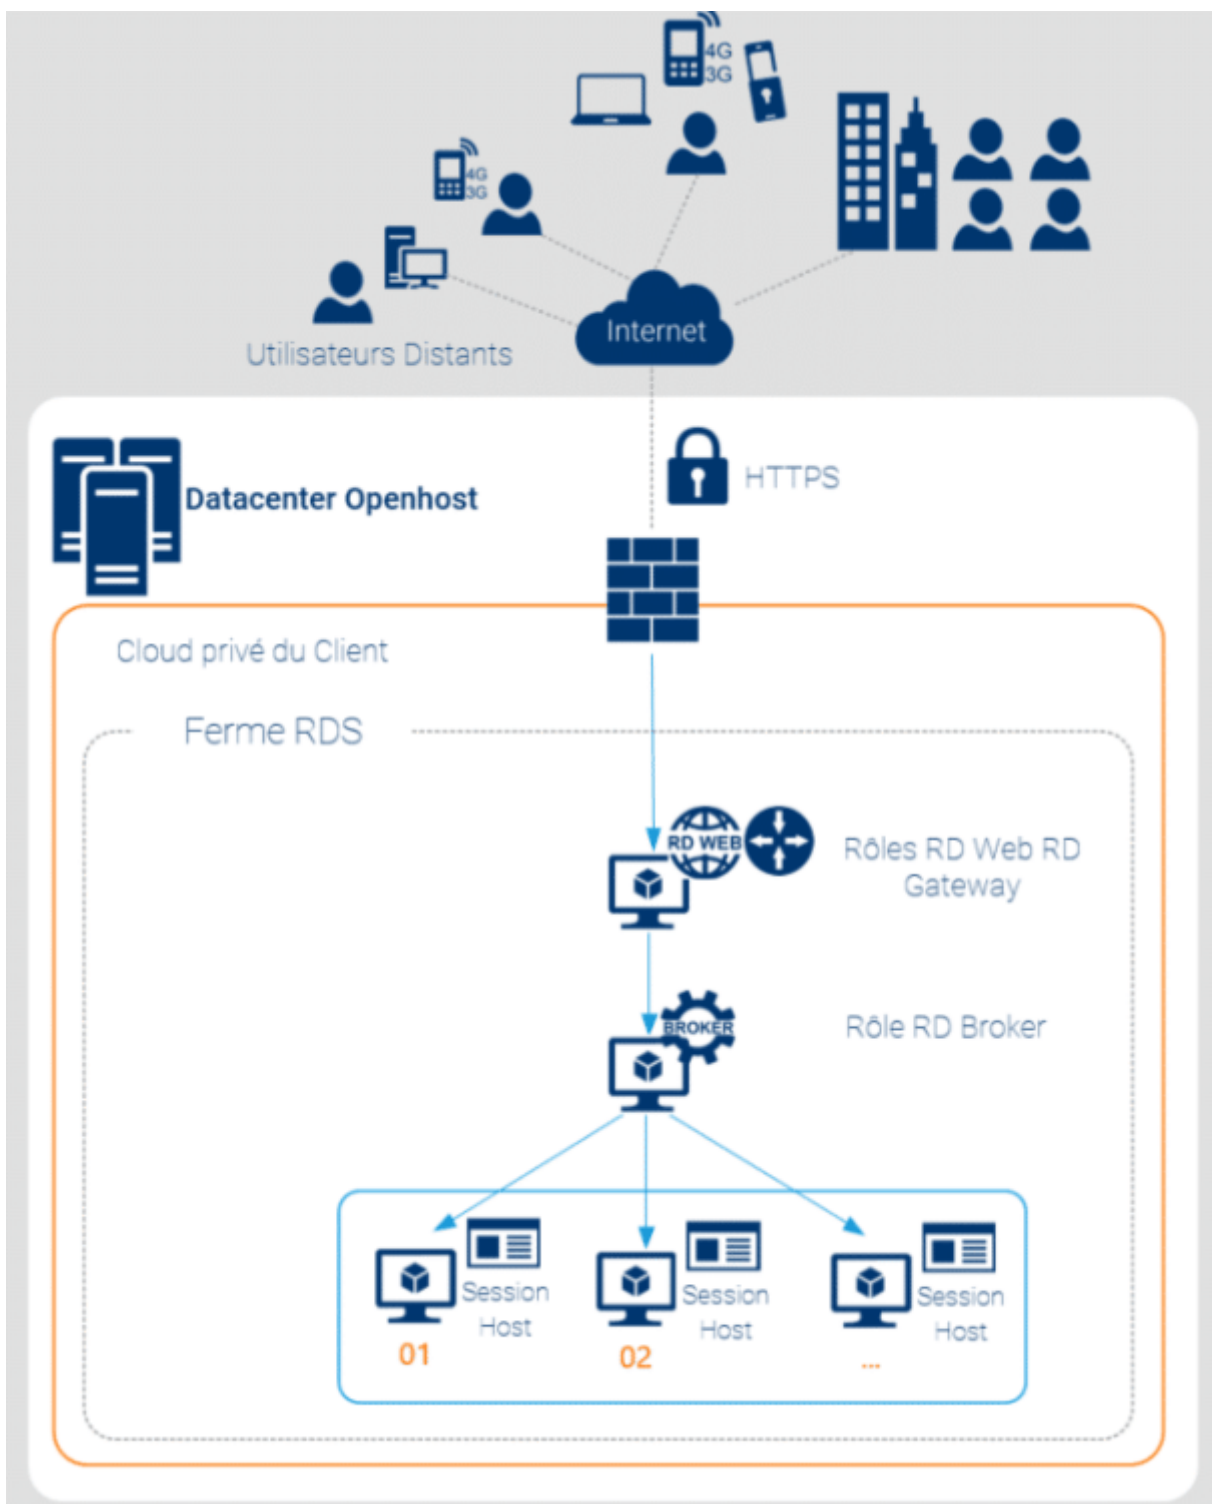 4G
3G
4G
3G
Internet
Utilisateurs Distants
HTTPS
Datacenter Openhost
Cloud privé du Client
Ferme RDS
RD WEB
Rôles RD Web RD
Gateway
BROKER
Rôle RD Broker
Session
Host
01
Session
Host
02
Session
Host
...